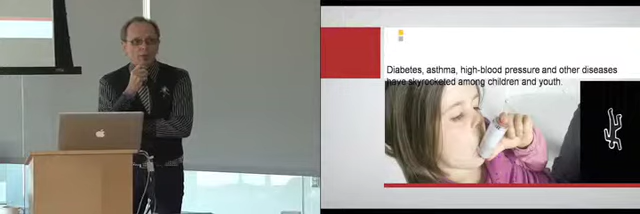 Diabetes, asthma, high-blood pressure and other diseases
have skyrocketed among children and youth.